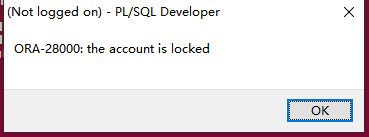 (Not logged on) - PL/SQL Developer
ORA-28000: the account is locked
OK